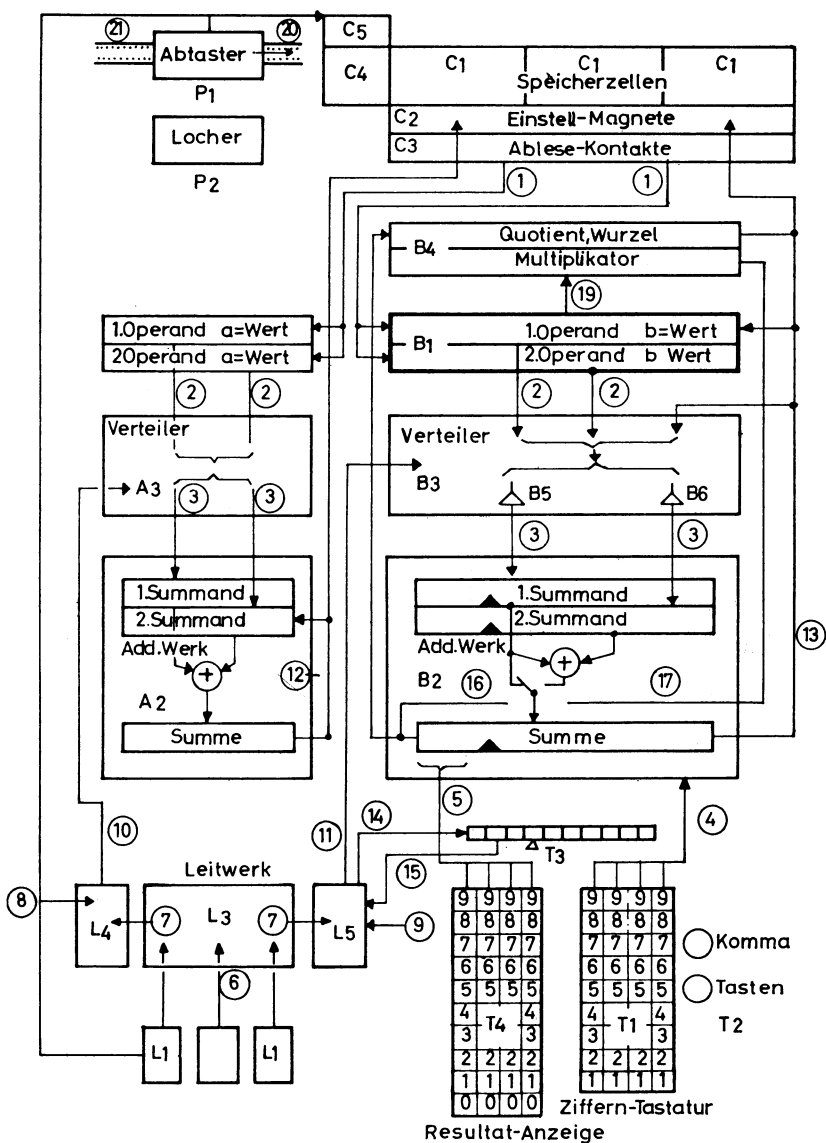 21 20
Abtaster
P1
Locher
P2
C5
C4
C1 C1 C1
Speicherzellen
C2 Einstell-Magnete
C3 Ablese-Kontakte
1 1
B4
Quotient,Wurzel
Multiplikator
19
1.Operand a=Wert
2Operand a=Wert
B1
1.Operand b=Wert
2.Operand b Wert
2 2 2 2
Verteiler
A3
3 3
Verteiler
B3
B5 B6
3 3
1.Summand
2.Summand
Add.Werk
+
A2
Summe
12
1.Summand
2.Summand
Add.Werk
+
B2
16 17
Summe
13
5
4
10
11
14
15
T3
Leitwerk
8
L4
7 L3 7
L5
9
6
L1 L1
9 9 9 9
8 8 8 8
7 7 7 7
6 6 6 6
5 5 5 5
4 4
T4
3 3
2 2 2 2
1 1 1 1
0 0 0 0
Resultat-Anzeige
9 9 9 9
8 8 8 8
7 7 7 7
6 6 6 6
5 5 5 5
4 4
T1
3 3
2 2 2 2
1 1 1 1
Ziffern-Tastatur
Komma
Tasten
T2